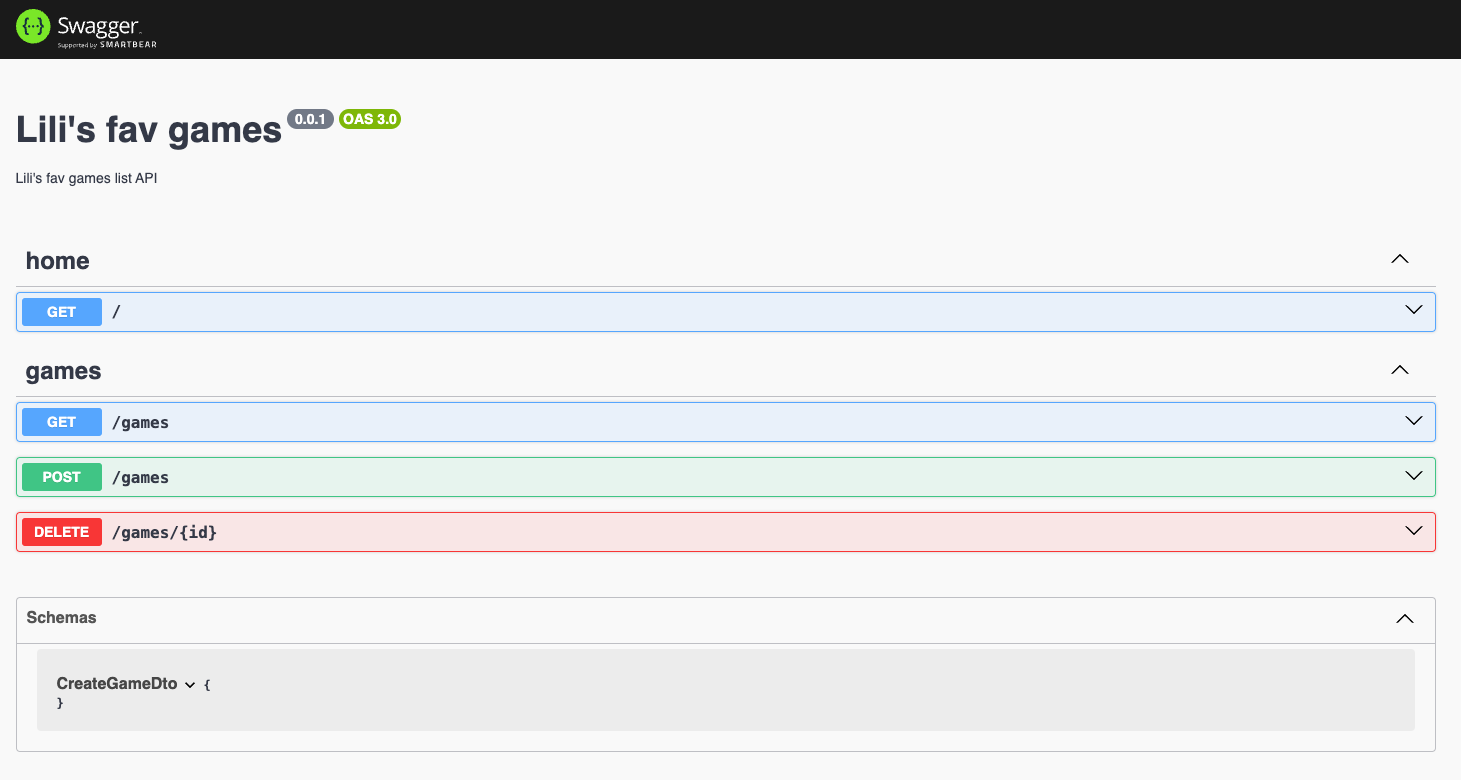 Swagger
Supported by SMARTBEAR
Lili's fav games 0.0.1 OAS 3.0
Lili's fav games list API
home
GET /
games
GET /games
POST /games
DELETE /games/{id}
Schemas
CreateGameDto {
}